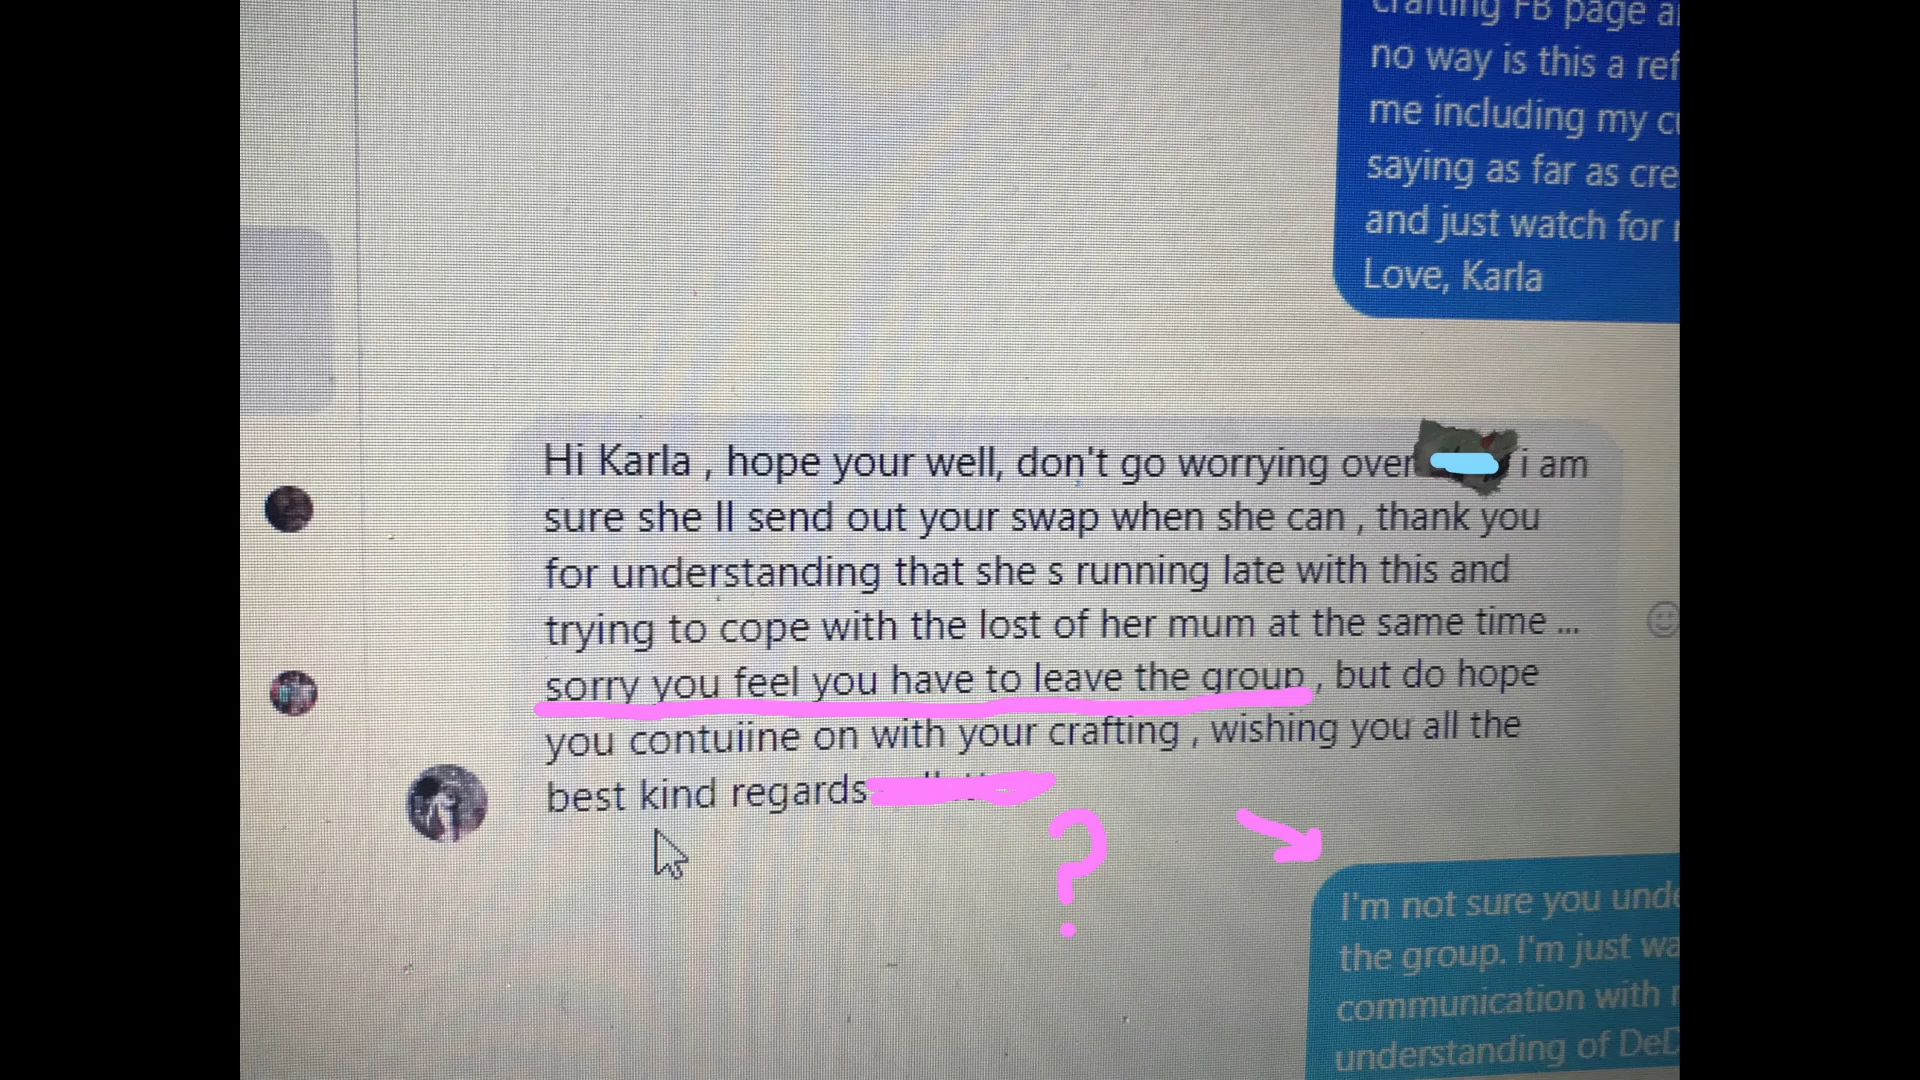 crafting FB page
no way is this a
me including my
saying as far as
and just watch for
Love, Karla
Hi Karla , hope your well, don't go worrying over i am
sure she ll send out your swap when she can , thank you
for understanding that she s running late with this and
trying to cope with the lost of her mum at the same time ...
sorry you feel you have to leave the group , but do hope
you contuiine on with your crafting , wishing you all the
best kind regards
?
I'm not sure you
the group. I'm just
communication with
understanding of